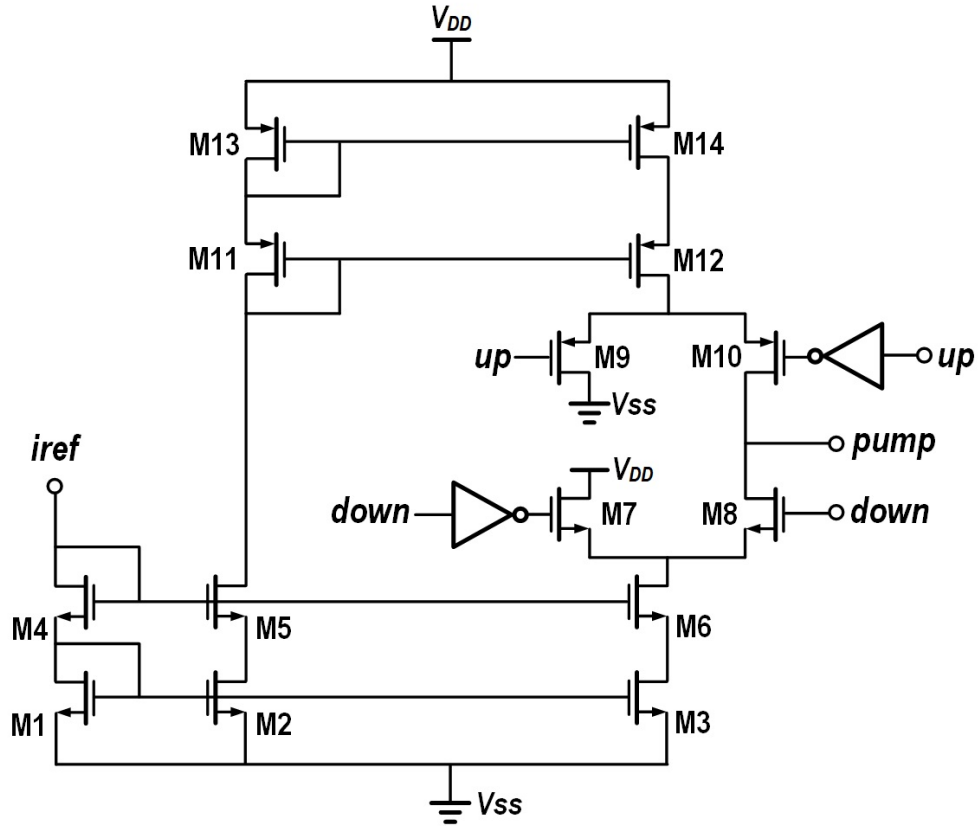 VDD
M13
M14
M11
M12
up
M9
M10
up
Vss
iref
pump
VDD
down
M7
M8
down
M4
M5
M6
M1
M2
M3
Vss